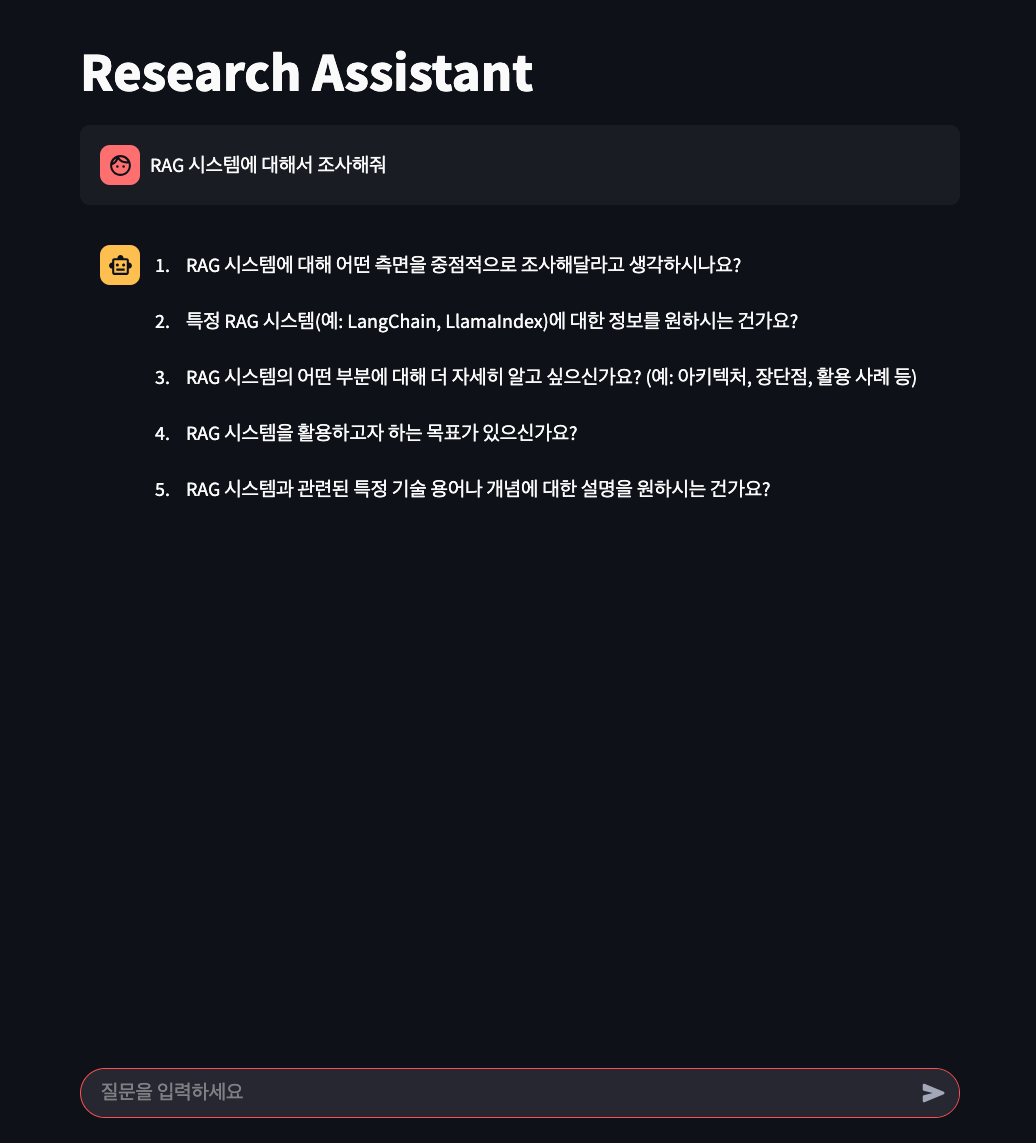 Research Assistant
RAG 시스템에 대해서 조사해줘
1. RAG 시스템에 대해 어떤 측면을 중점적으로 조사해달라고 생각하시나요?
2. 특정 RAG 시스템(예: LangChain, LlamaIndex)에 대한 정보를 원하시는 건가요?
3. RAG 시스템의 어떤 부분에 대해 더 자세히 알고 싶으신가요? (예: 아키텍처, 장단점, 활용 사례 등)
4. RAG 시스템을 활용하고자 하는 목표가 있으신가요?
5. RAG 시스템과 관련된 특정 기술 용어나 개념에 대한 설명을 원하시는 건가요?
질문을 입력하세요